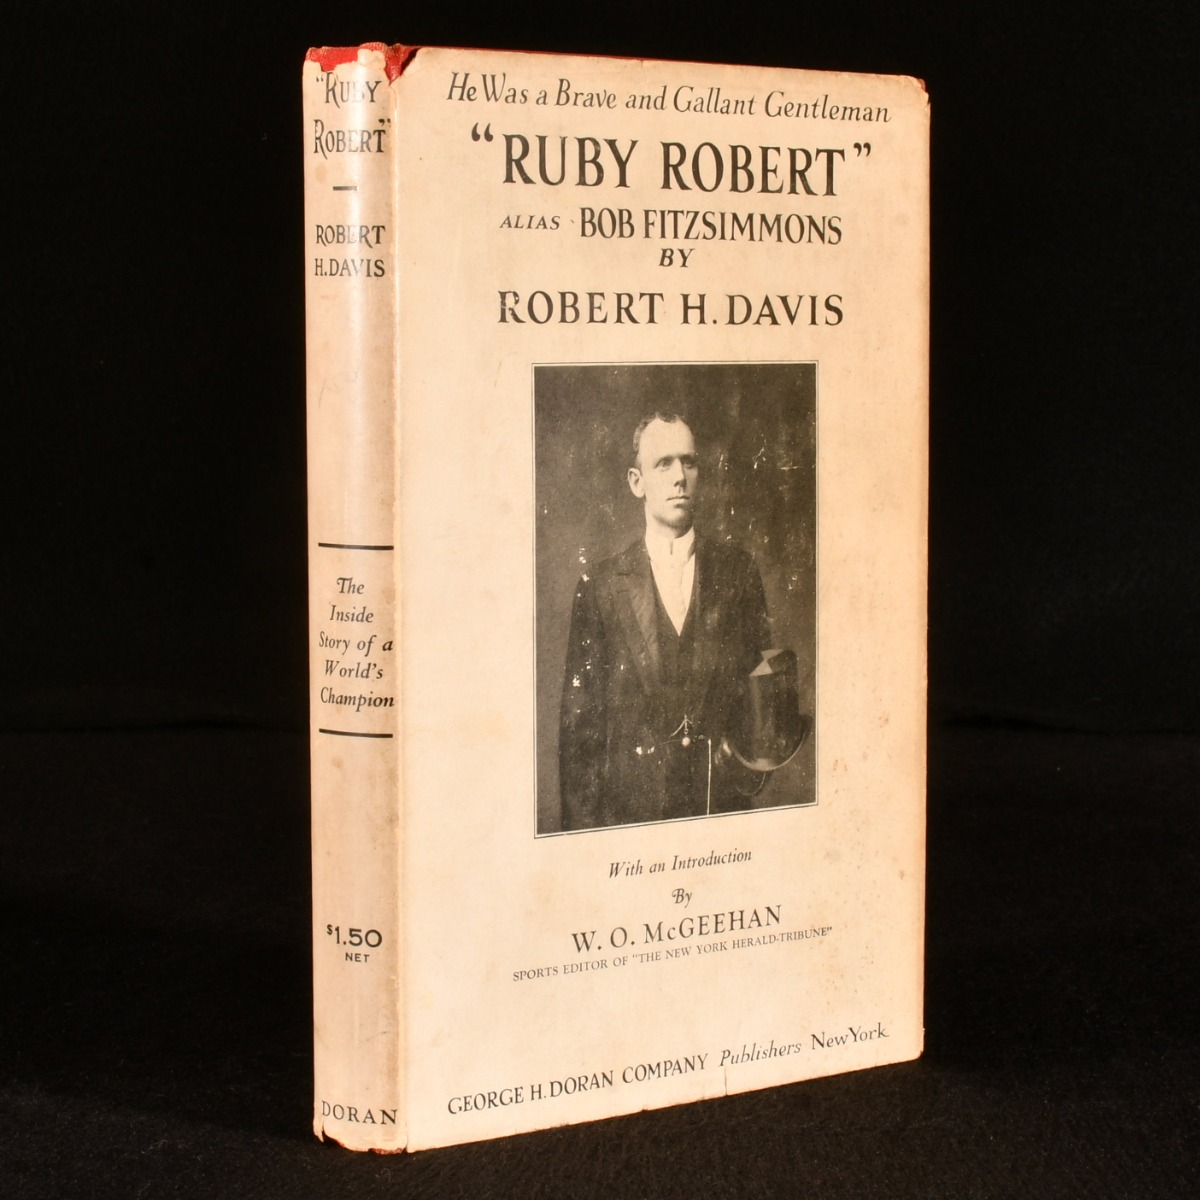 "RUBY
ROBERT"
ROBERT
H. DAVIS
The
Inside
Story of a
World's
Champion
$1.50
NET
DORAN
He Was a Brave and Gallant Gentleman
"RUBY ROBERT"
ALIAS BOB FITZSIMMONS
BY
ROBERT H. DAVIS
With an Introduction
By
W. O. McGEEHAN
SPORTS EDITOR OF "THE NEW YORK HERALD-TRIBUNE"
GEORGE H. DORAN COMPANY Publishers New York